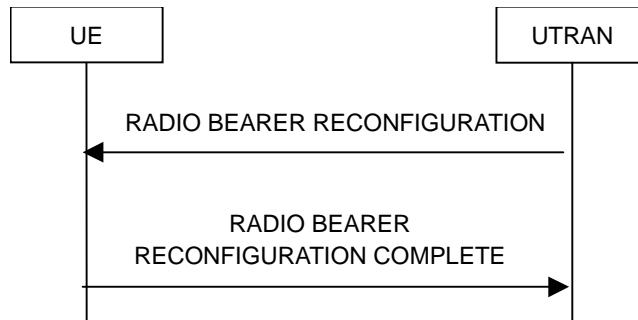 UE
UTRAN
RADIO BEARER RECONFIGURATION
RADIO BEARER
RECONFIGURATION COMPLETE